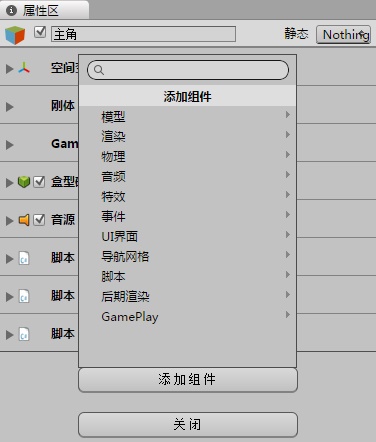 属性区
主角 静态 Nothing
空间
刚体
Gam
盒型
音源
脚本
脚本
脚本
添加组件
模型
渲染
物理
音频
特效
事件
UI界面
导航网格
脚本
后期渲染
GamePlay
添加组件
关闭